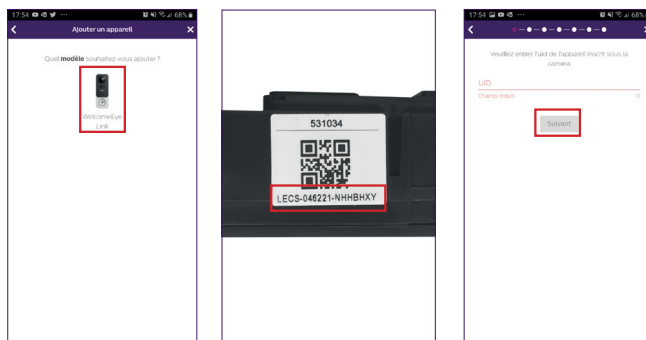 17:54
68%
Ajouter un appareil
Quel modèle souhaitez-vous ajouter ?
WelcomeEye
Link
531034
LECS-046221-NHHBHXY
17:54
68%
Veuillez entrer l'uid de l'appareil inscrit sous la
caméra
UID
Champ requis
Suivant